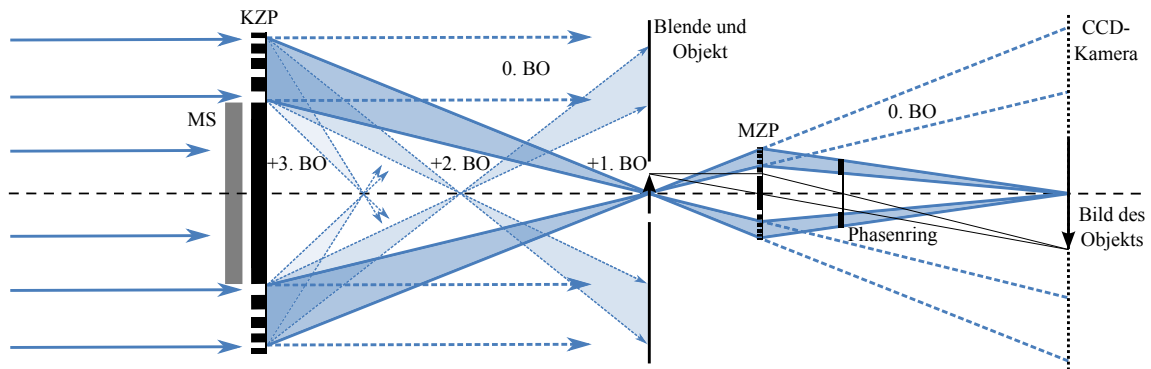 KZP
MS
0. BO
+3. BO
+2. BO
+1. BO
Blende und
Objekt
MZP
0. BO
Phasenring
CCD-
Kamera
Bild des
Objekts